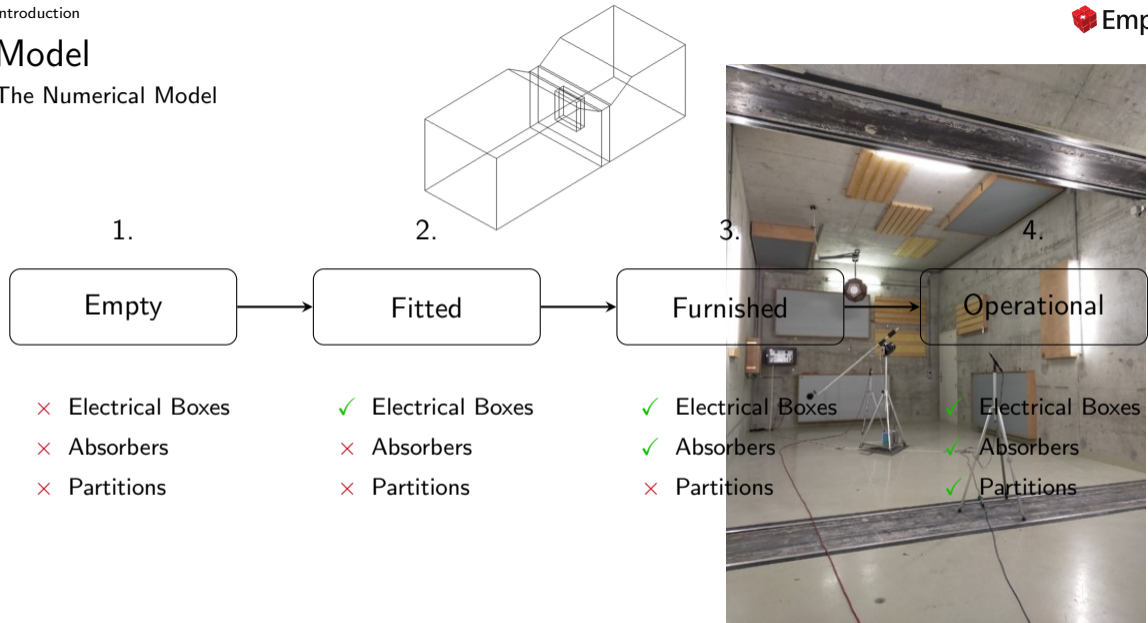 ntroduction
Emp
Model
The Numerical Model
1. 2. 3. 4.
Empty Fitted Furnished Operational
× Electrical Boxes ✓ Electrical Boxes ✓ Electrical Boxes ✓ Electrical Boxes
× Absorbers × Absorbers ✓ Absorbers ✓ Absorbers
× Partitions × Partitions × Partitions ✓ Partitions